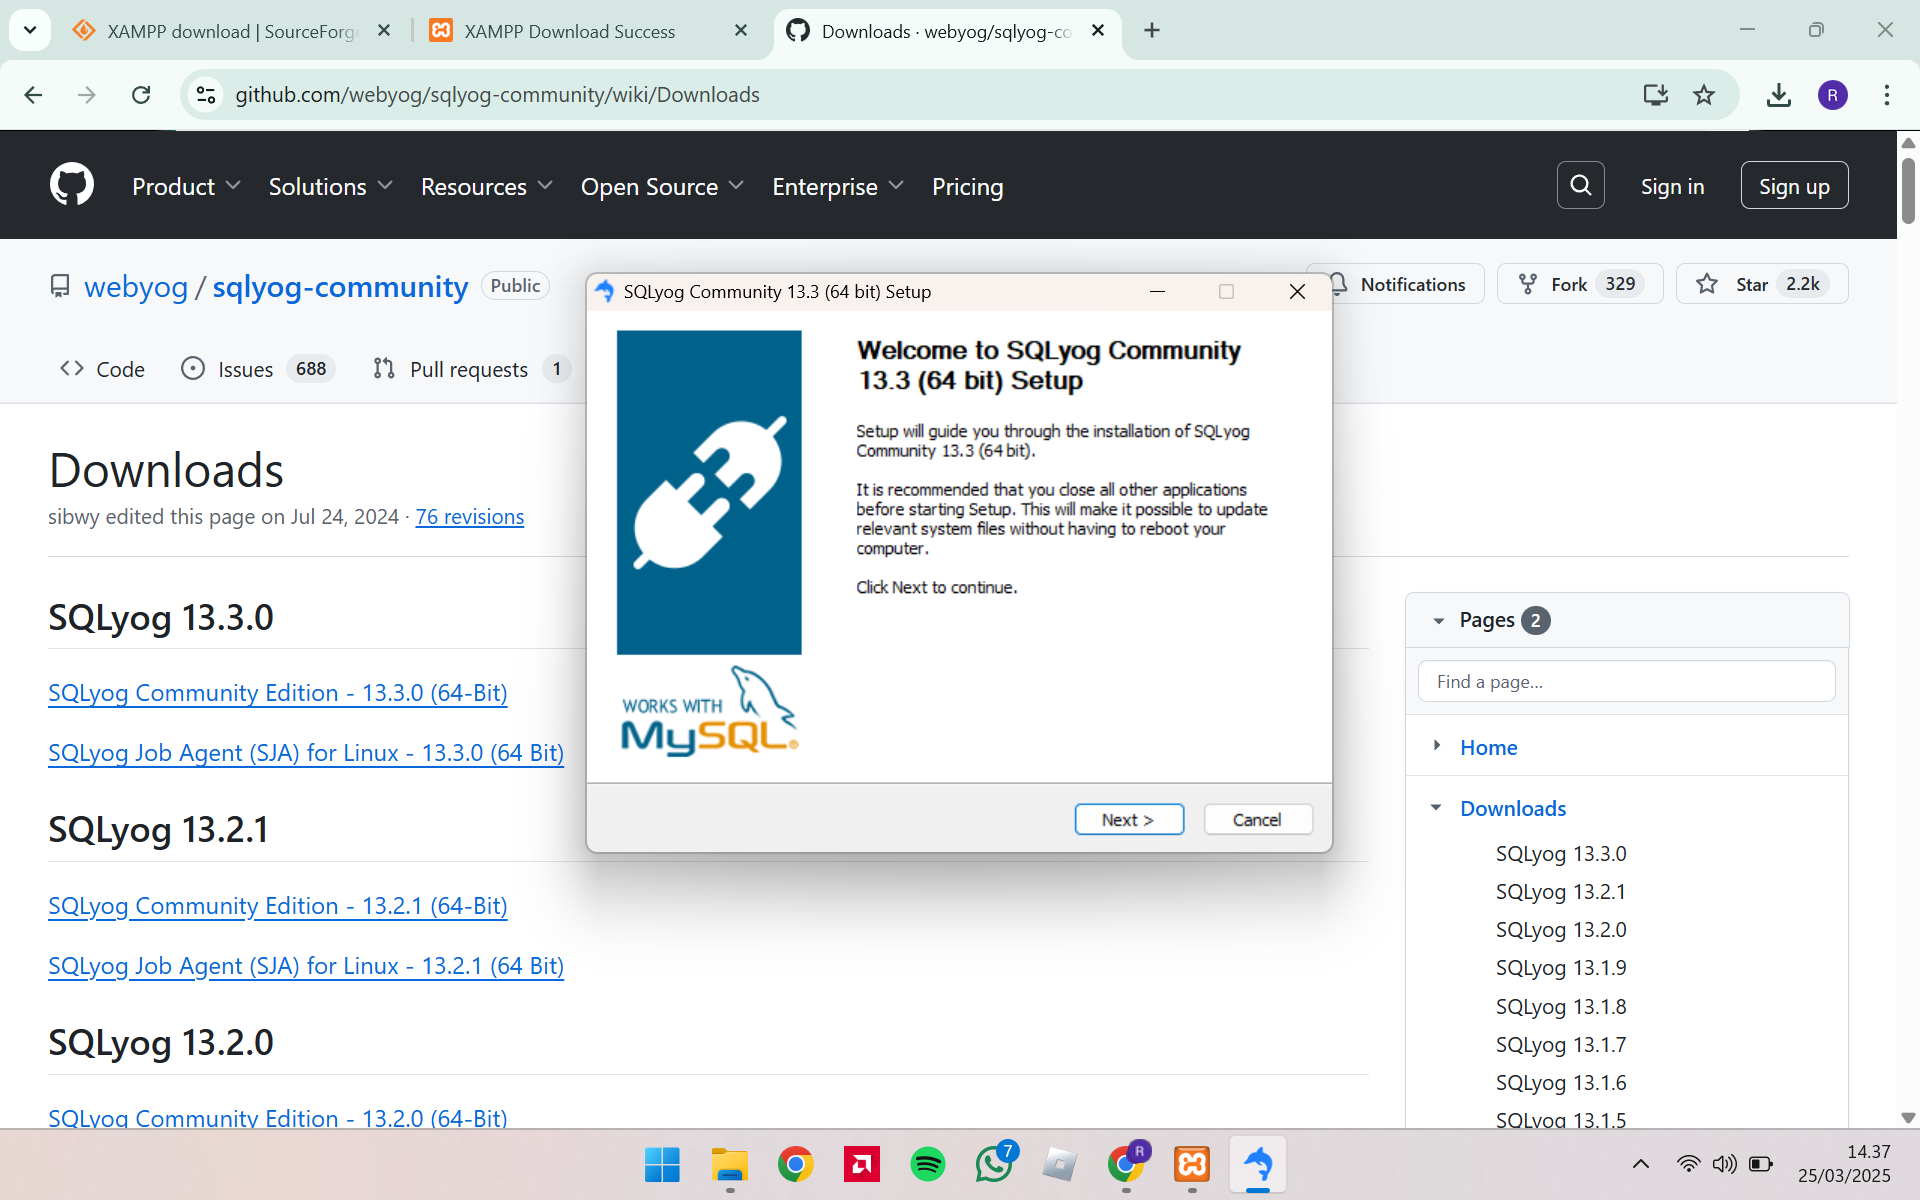 XAMPP download | SourceForge
XAMPP Download Success
Downloads · webyog/sqlyog-co
github.com/webyog/sqlyog-community/wiki/Downloads
R
Product
Solutions
Resources
Open Source
Enterprise
Pricing
Sign in
Sign up
webyog / sqlyog-community
Public
Notifications
Fork 329
Star 2.2k
Code
Issues 688
Pull requests 1
SQLyog Community 13.3 (64 bit) Setup
Welcome to SQLyog Community
13.3 (64 bit) Setup
Setup will guide you through the installation of SQLyog
Community 13.3 (64 bit).
It is recommended that you close all other applications
before starting Setup. This will make it possible to update
relevant system files without having to reboot your
computer.
Click Next to continue.
WORKS WITH
MySQL
Next >
Cancel
Downloads
sibwy edited this page on Jul 24, 2024 · 76 revisions
SQLyog 13.3.0
SQLyog Community Edition - 13.3.0 (64-Bit)
SQLyog Job Agent (SJA) for Linux - 13.3.0 (64 Bit)
SQLyog 13.2.1
SQLyog Community Edition - 13.2.1 (64-Bit)
SQLyog Job Agent (SJA) for Linux - 13.2.1 (64 Bit)
SQLyog 13.2.0
SQLyog Community Edition - 13.2.0 (64-Bit)
Pages 2
Find a page...
Home
Downloads
SQLyog 13.3.0
SQLyog 13.2.1
SQLyog 13.2.0
SQLyog 13.1.9
SQLyog 13.1.8
SQLyog 13.1.7
SQLyog 13.1.6
SQLyog 13.1.5
7
R
14.37
25/03/2025